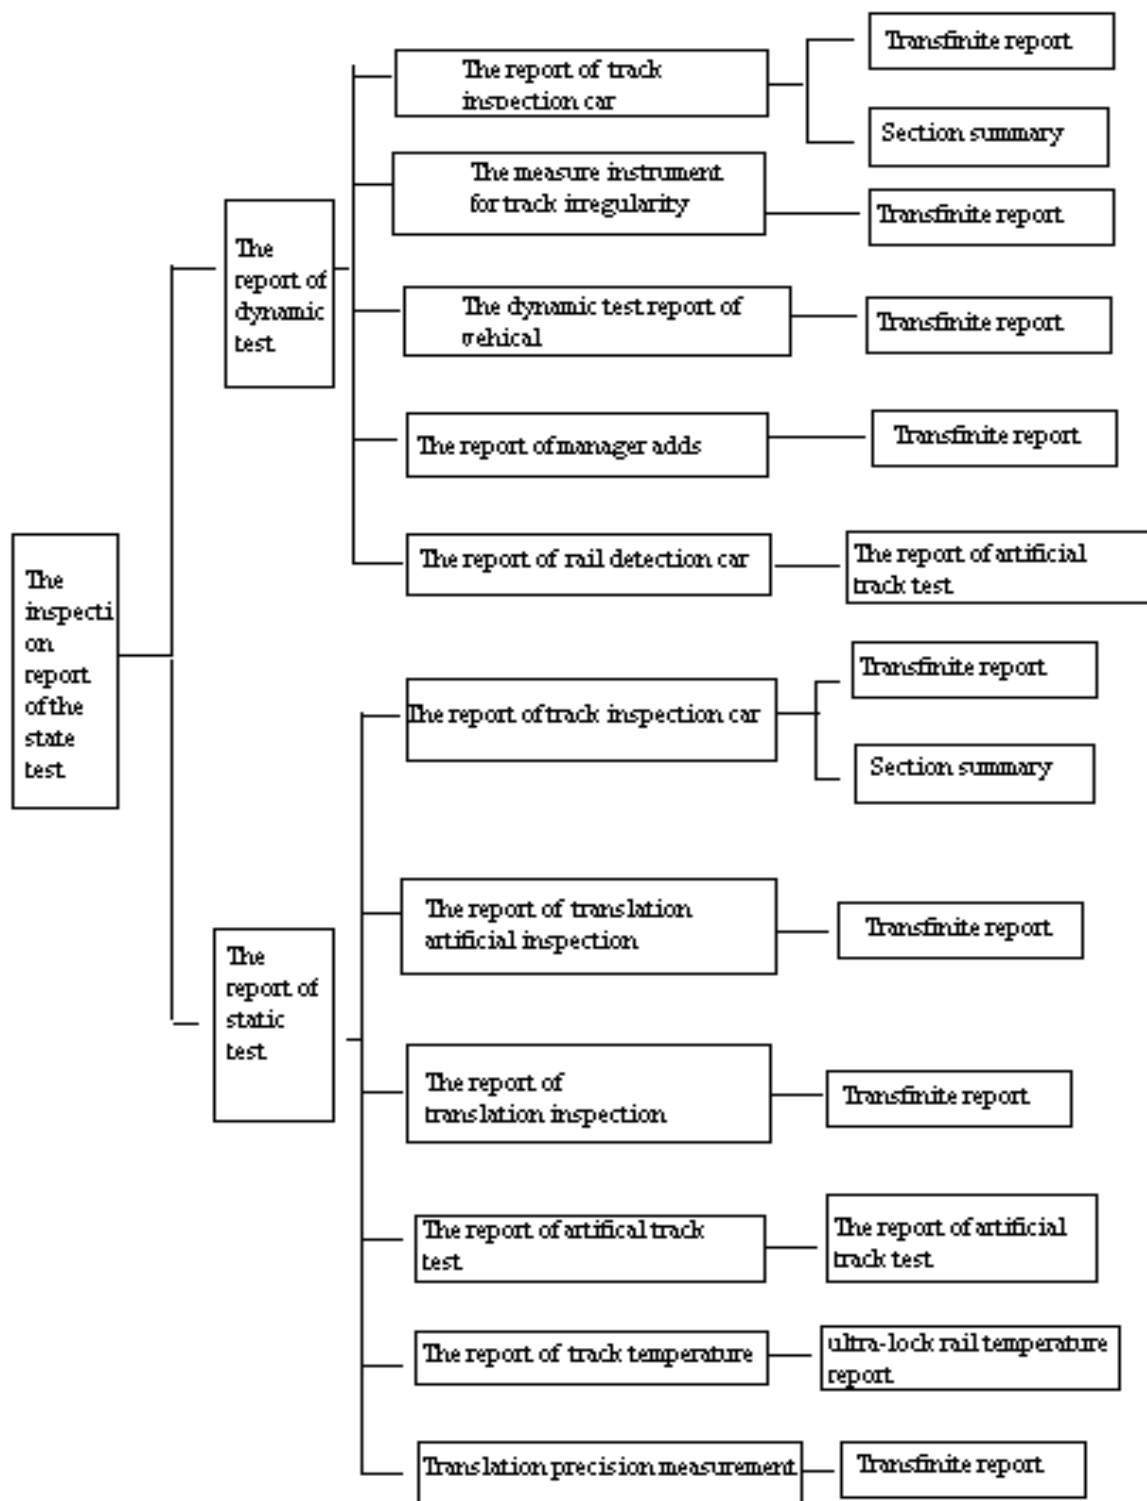 The
inspecti
on
report
of the
state
test
The
report of
dynamic
test
The report of track
inspection car
Transfinite report
Section summary
The measure instrument
for track irregularity
Transfinite report
The dynamic test report of
vehical
Transfinite report
The report of manager adds
Transfinite report
The report of rail detection car
The report of artificial
track test
The
report of
static
test
The report of track inspection car
Transfinite report
Section summary
The report of translation
artificial inspection
Transfinite report
The report of
translation inspection
Transfinite report
The report of artifical track
test
The report of artificial
track test
The report of track temperature
ultra-lock rail temperature
report
Translation precision measurement
Transfinite report